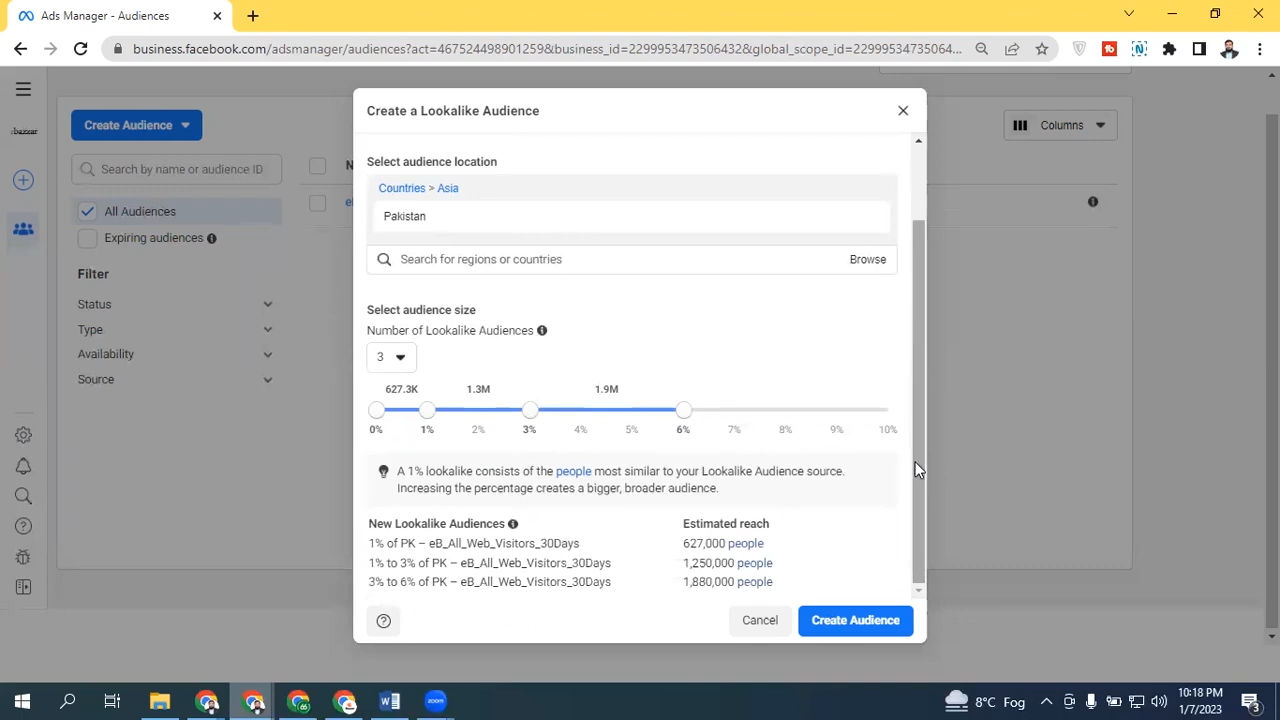 Ads Manager - Audiences
business.facebook.com/adsmanager/audiences?act=467524498901259&business_id=2299953473506432&global_scope_id=22999534735064...
Create a Lookalike Audience
Create Audience
Columns
Search by name or audience ID
N
All Audiences
e
Expiring audiences
Filter
Status
Type
Availability
Source
Select audience location
Countries > Asia
Pakistan
Search for regions or countries
Browse
Select audience size
Number of Lookalike Audiences
3
627.3K 1.3M 1.9M
0% 1% 2% 3% 4% 5% 6% 7% 8% 9% 10%
A 1% lookalike consists of the people most similar to your Lookalike Audience source.
Increasing the percentage creates a bigger, broader audience.
New Lookalike Audiences Estimated reach
1% of PK – eB_All_Web_Visitors_30Days 627,000 people
1% to 3% of PK – eB_All_Web_Visitors_30Days 1,250,000 people
3% to 6% of PK – eB_All_Web_Visitors_30Days 1,880,000 people
Cancel
Create Audience
zoom
8°C Fog
10:18 PM
1/7/2023
3